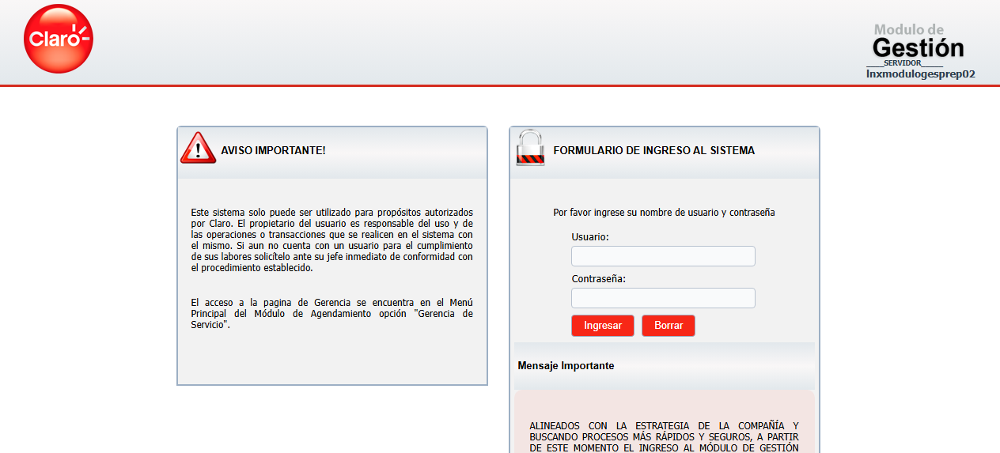 Claro
Modulo de
Gestión
____SERVIDOR_____
lnxmodulogesprep02
AVISO IMPORTANTE!
Este sistema solo puede ser utilizado para propósitos autorizados
por Claro. El propietario del usuario es responsable del uso y de
las operaciones o transacciones que se realicen en el sistema con
el mismo. Si aun no cuenta con un usuario para el cumplimiento
de sus labores solicítelo ante su jefe inmediato de conformidad con
el procedimiento establecido.
El acceso a la pagina de Gerencia se encuentra en el Menú
Principal del Módulo de Agendamiento opción "Gerencia de
Servicio".
FORMULARIO DE INGRESO AL SISTEMA
Por favor ingrese su nombre de usuario y contraseña
Usuario:
Contraseña:
Ingresar Borrar
Mensaje Importante
ALINEADOS CON LA ESTRATEGIA DE LA COMPAÑÍA Y
BUSCANDO PROCESOS MÁS RÁPIDOS Y SEGUROS, A PARTIR
DE ESTE MOMENTO EL INGRESO AL MÓDULO DE GESTIÓN